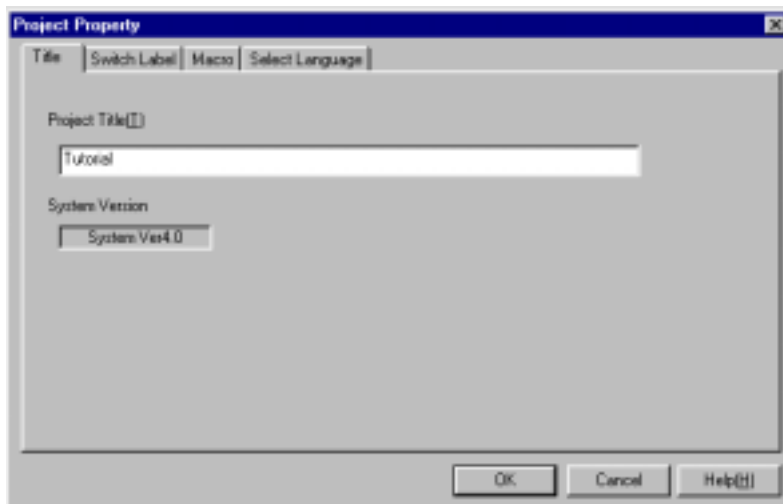 Project Property
Title Switch Label Macro Select Language
Project Title(T)
Tutorial
System Version
System Ver4.0
OK Cancel Help(H)